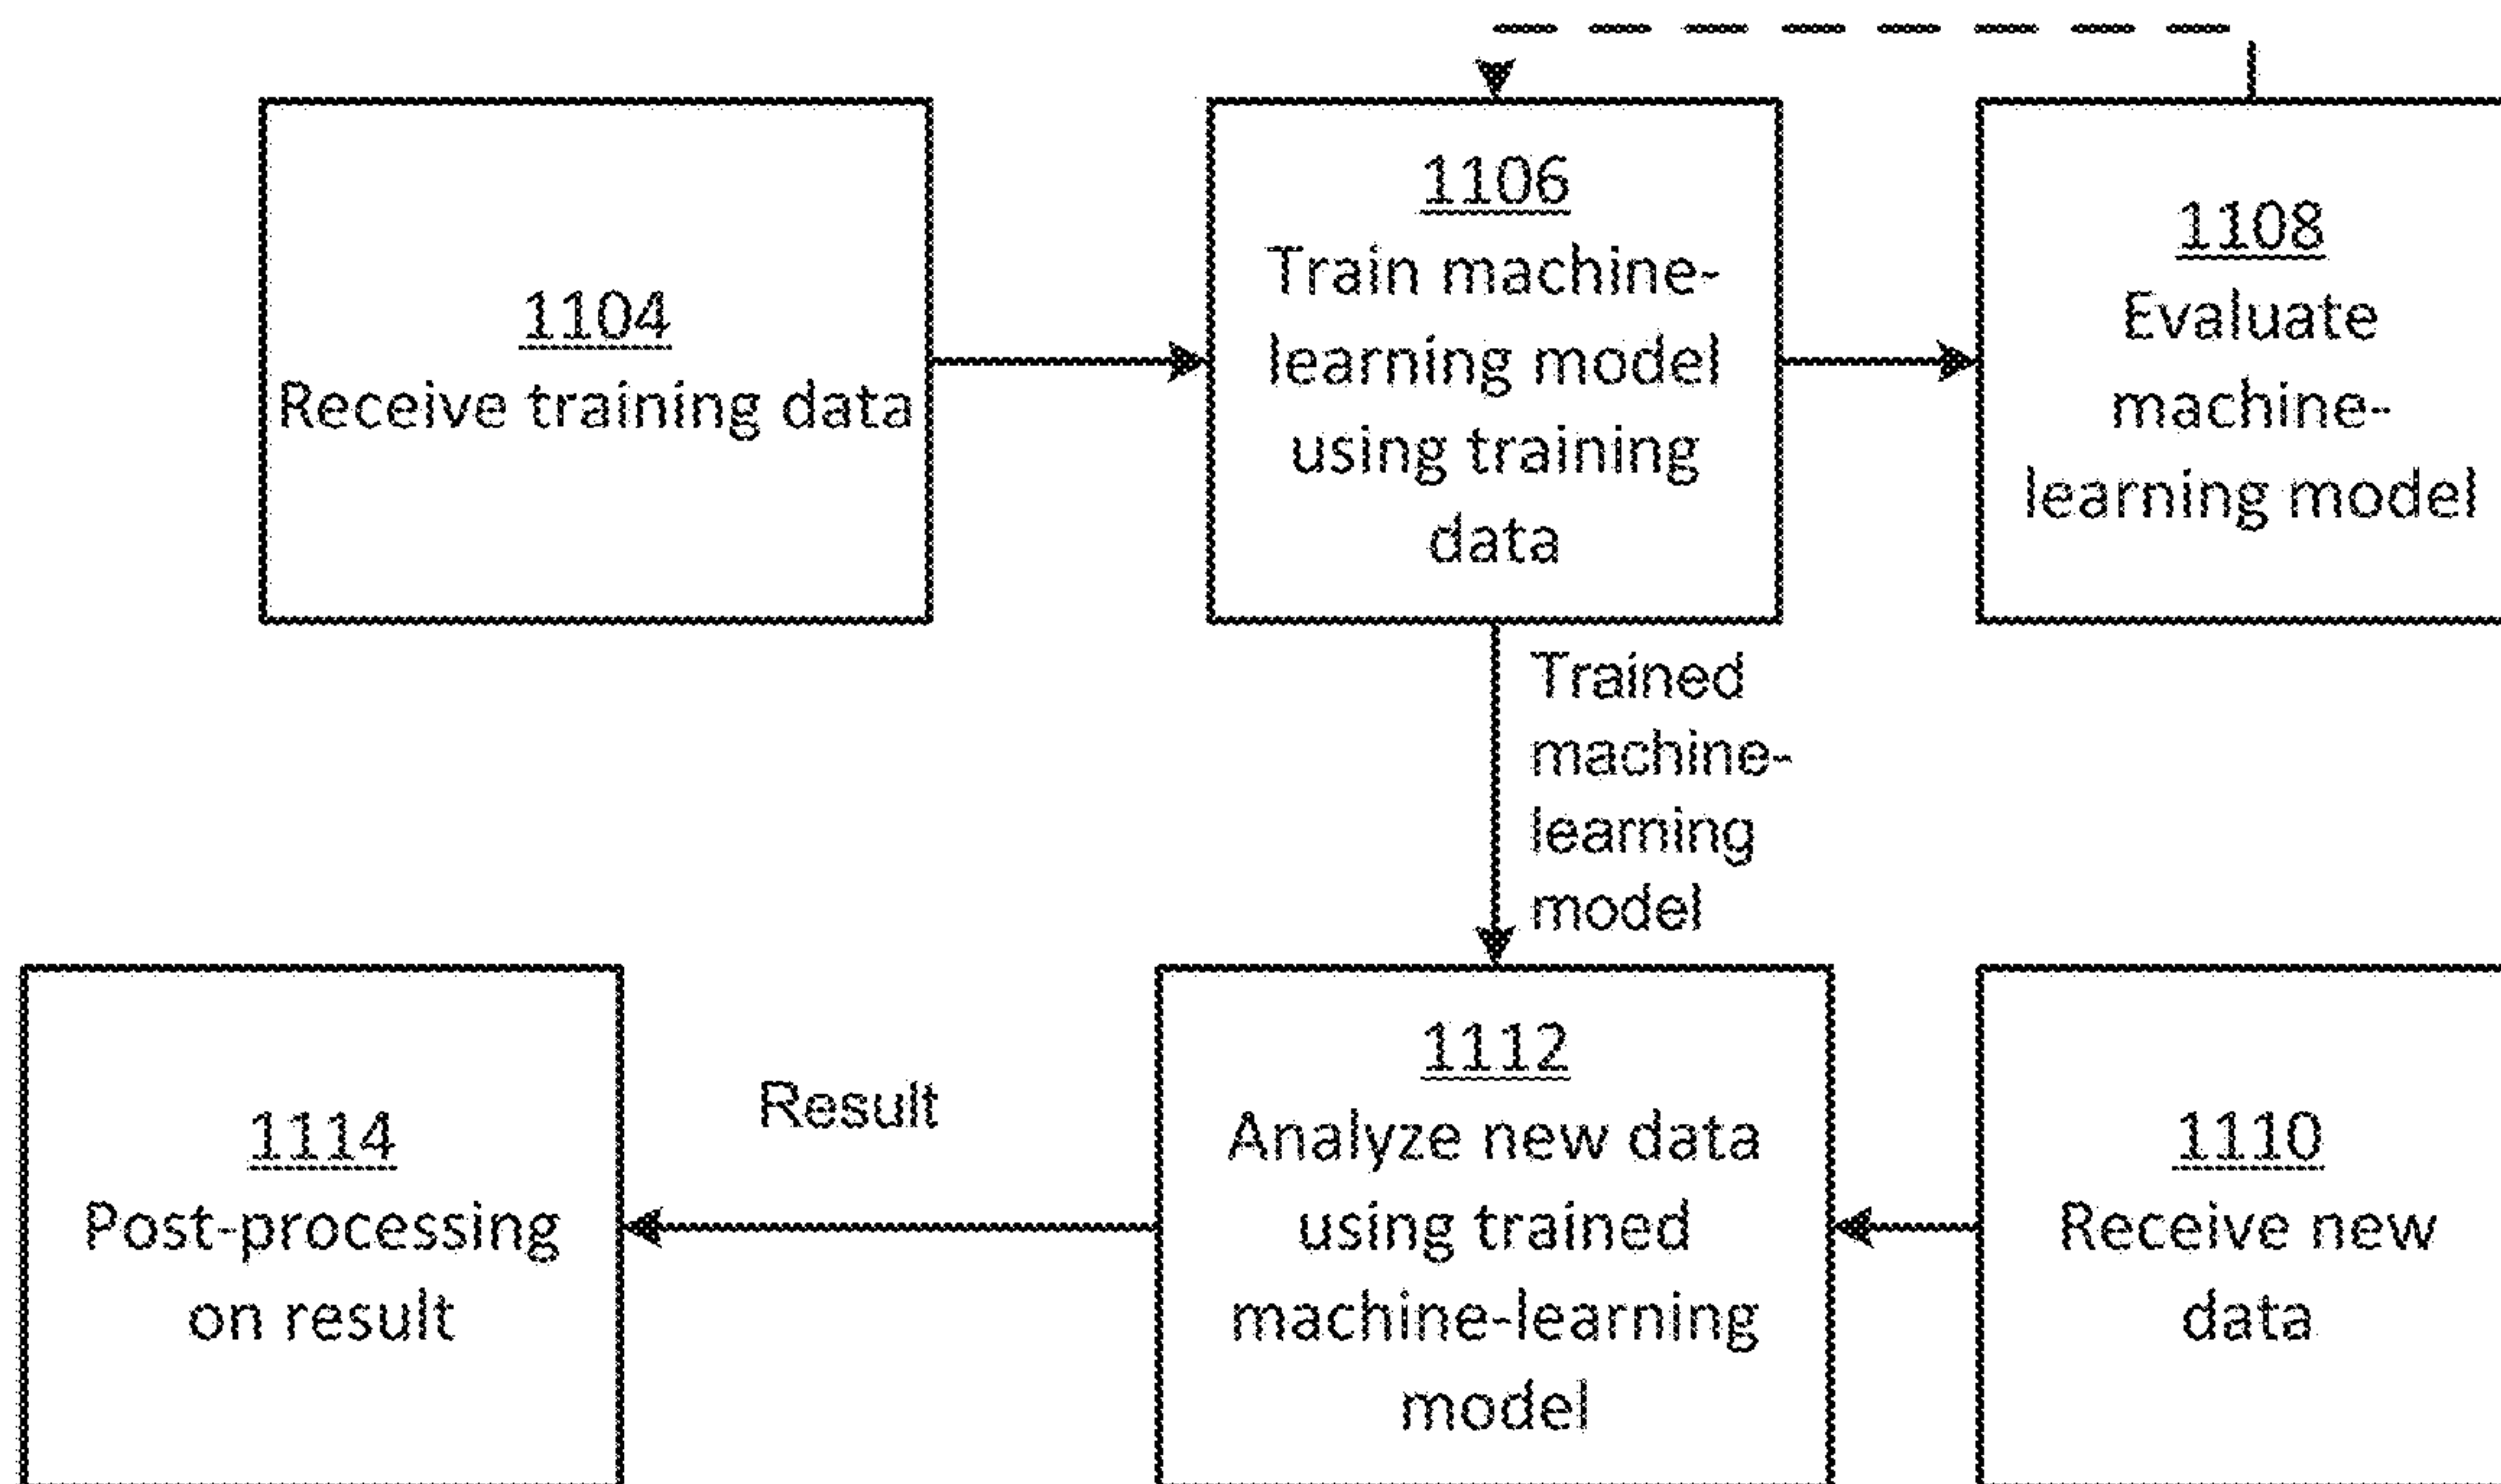 1104
Receive training data
1106
Train machine-
learning model
using training
data
1108
Evaluate
machine-
learning model
Trained
machine-
learning
model
1114
Post-processing
on result
Result
1112
Analyze new data
using trained
machine-learning
model
1110
Receive new
data